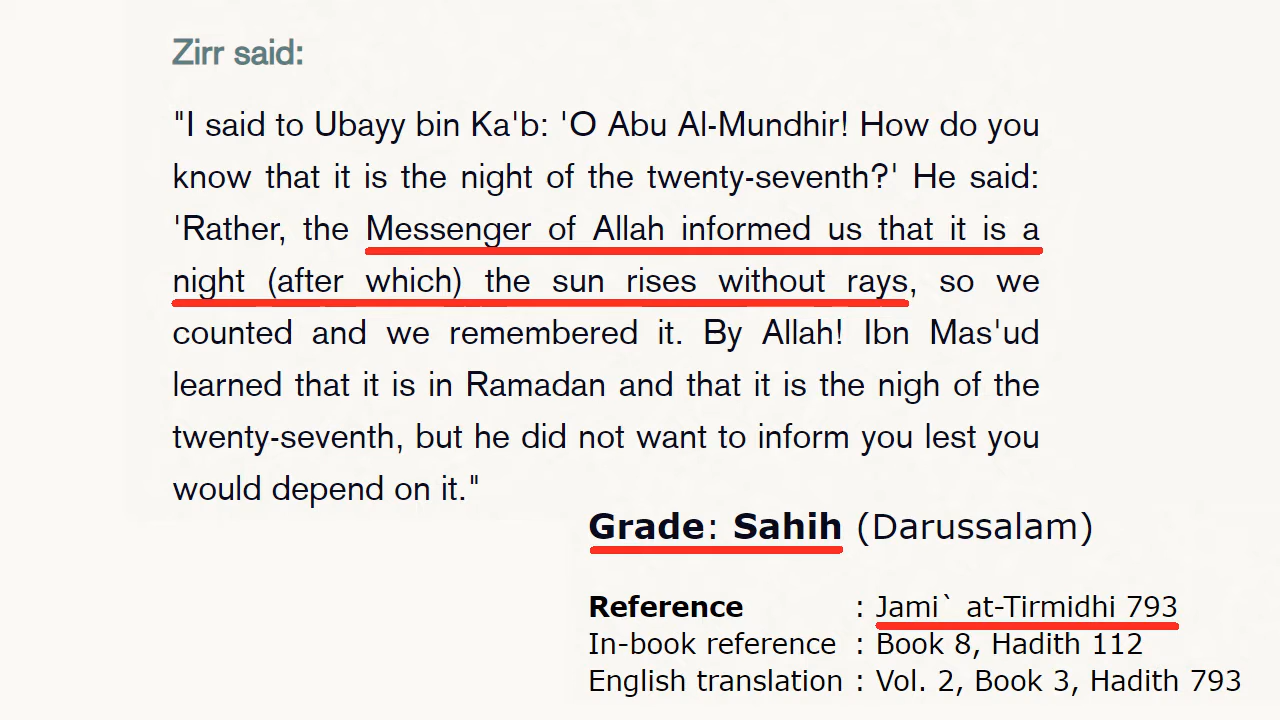 Zirr said:
"I said to Ubayy bin Ka'b: 'O Abu Al-Mundhir! How do you
know that it is the night of the twenty-seventh?' He said:
'Rather, the Messenger of Allah informed us that it is a
night (after which) the sun rises without rays, so we
counted and we remembered it. By Allah! Ibn Mas'ud
learned that it is in Ramadan and that it is the nigh of the
twenty-seventh, but he did not want to inform you lest you
would depend on it."
Grade: Sahih (Darussalam)
Reference : Jami` at-Tirmidhi 793
In-book reference : Book 8, Hadith 112
English translation : Vol. 2, Book 3, Hadith 793